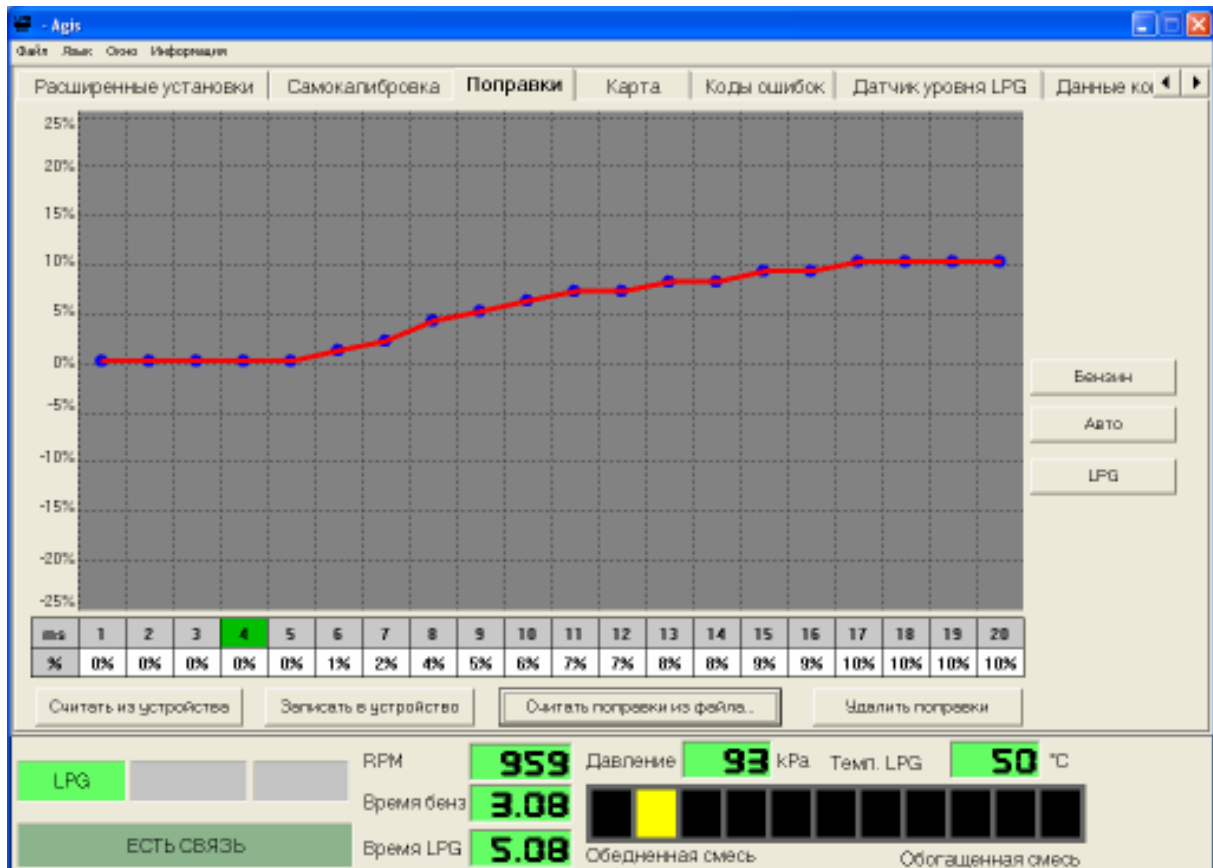 - Agis
Файл Язык Окно Информация
Расширенные установки Самокалибровка Поправки Карта Коды ошибок Датчик уровня LPG Данные ко
25%
20%
15%
10%
5%
0%
-5%
-10%
-15%
-20%
-25%
Бензин
Авто
LPG
ms 1 2 3 4 5 6 7 8 9 10 11 12 13 14 15 16 17 18 19 20
% 0% 0% 0% 0% 0% 1% 2% 4% 5% 6% 7% 7% 8% 8% 9% 9% 10% 10% 10% 10%
Считать из устройства Записать в устройство Считать поправки из файла... Удалить поправки
LPG RPM 959 Давление 93 kPa Темп. LPG 50 °C
Время бенз 3.08
ЕСТЬ СВЯЗЬ Время LPG 5.08 Обедненная смесь Обогащенная смесь